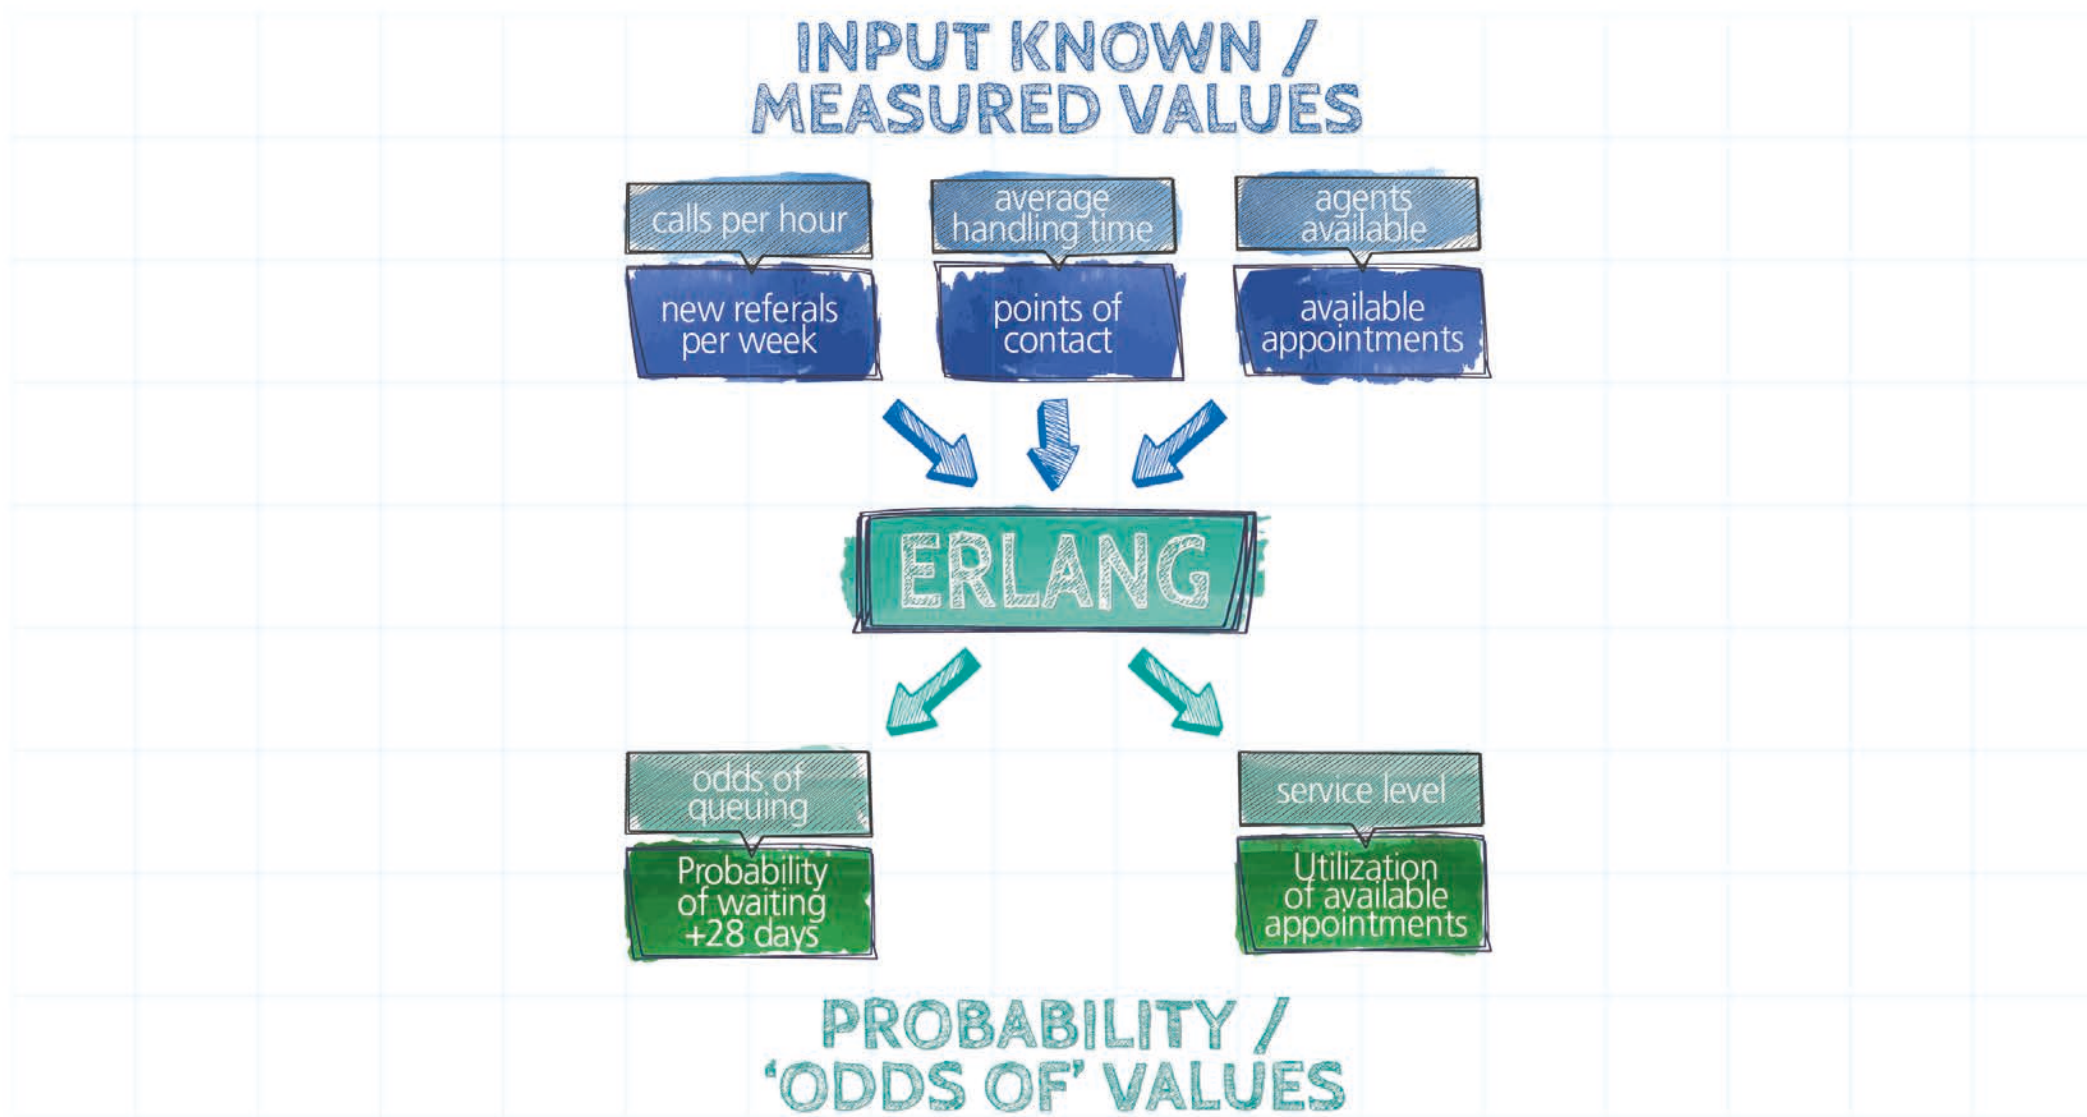 INPUT KNOWN /
MEASURED VALUES
calls per hour
average
handling time
agents
available
new referals
per week
points of
contact
available
appointments
ERLANG
odds of
queuing
service level
Probability
of waiting
+28 days
Utilization
of available
appointments
PROBABILITY /
‘ODDS OF’ VALUES